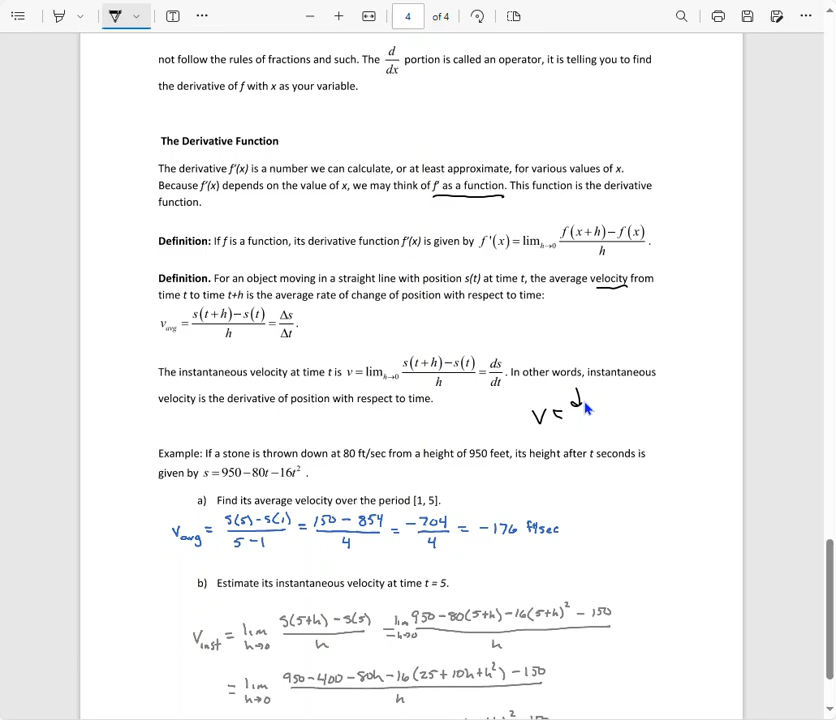 4 of 4
not follow the rules of fractions and such. The d/dx portion is called an operator, it is telling you to find
the derivative of f with x as your variable.
The Derivative Function
The derivative f'(x) is a number we can calculate, or at least approximate, for various values of x.
Because f'(x) depends on the value of x, we may think of f' as a function. This function is the derivative
function.
Definition: If f is a function, its derivative function f'(x) is given by f'(x) = lim h→0 (f(x+h)−f(x))/h .
Definition. For an object moving in a straight line with position s(t) at time t, the average velocity from
time t to time t+h is the average rate of change of position with respect to time:
v avg = (s(t+h)−s(t))/h = Δs/Δt.
The instantaneous velocity at time t is v = lim h→0 (s(t+h)−s(t))/h = ds/dt . In other words, instantaneous
velocity is the derivative of position with respect to time.
v = d
Example: If a stone is thrown down at 80 ft/sec from a height of 950 feet, its height after t seconds is
given by s = 950−80t−16t² .
a) Find its average velocity over the period [1, 5].
Vavg = (s(5)-s(1))/(5-1) = (150-854)/4 = -704/4 = -176 ft/sec
b) Estimate its instantaneous velocity at time t = 5.
Vinst = lim h→0 (s(5+h)-s(5))/h = lim h→0 (950-80(5+h)-16(5+h)²-150)/h
= lim h→0 (950-400-80h-16(25+10h+h²)-150)/h